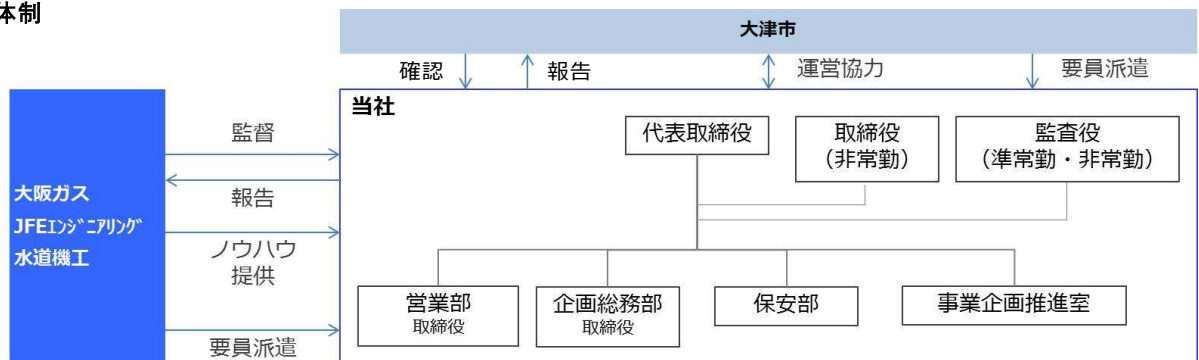 体制
大津市
確認
報告
運営協力
要員派遣
当社
監督
報告
ノウハウ
提供
要員派遣
大阪ガス
JFEｴﾝｼﾞﾆｱﾘﾝｸﾞ
水道機工
代表取締役
取締役
(非常勤)
監査役
(準常勤・非常勤)
営業部
取締役
企画総務部
取締役
保安部
事業企画推進室